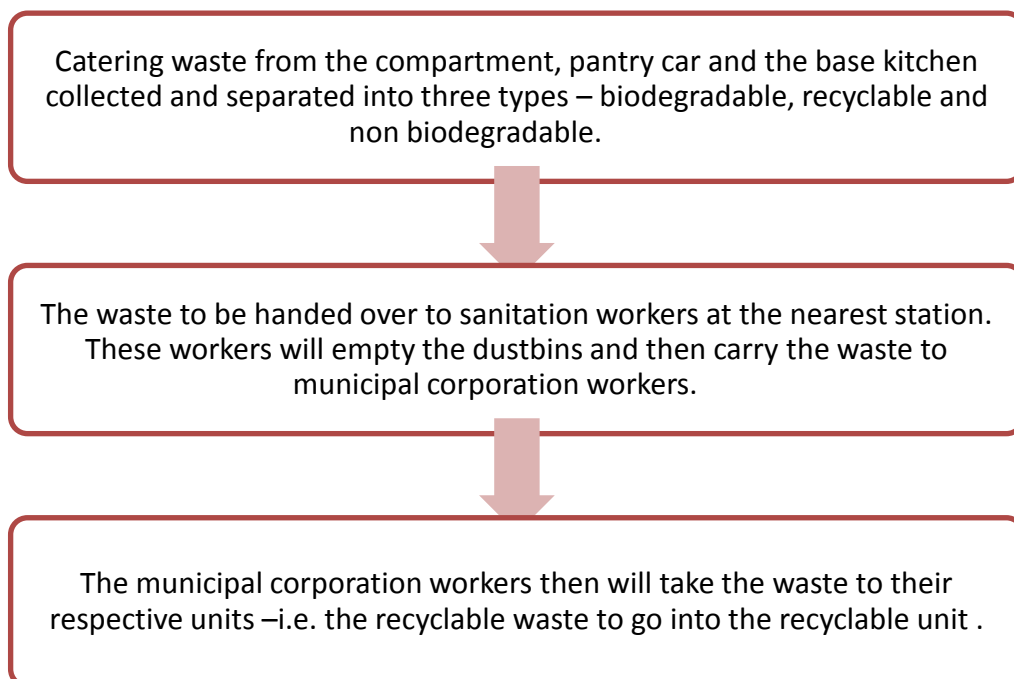 Catering waste from the compartment, pantry car and the base kitchen
collected and separated into three types – biodegradable, recyclable and
non biodegradable.
The waste to be handed over to sanitation workers at the nearest station.
These workers will empty the dustbins and then carry the waste to
municipal corporation workers.
The municipal corporation workers then will take the waste to their
respective units –i.e. the recyclable waste to go into the recyclable unit .